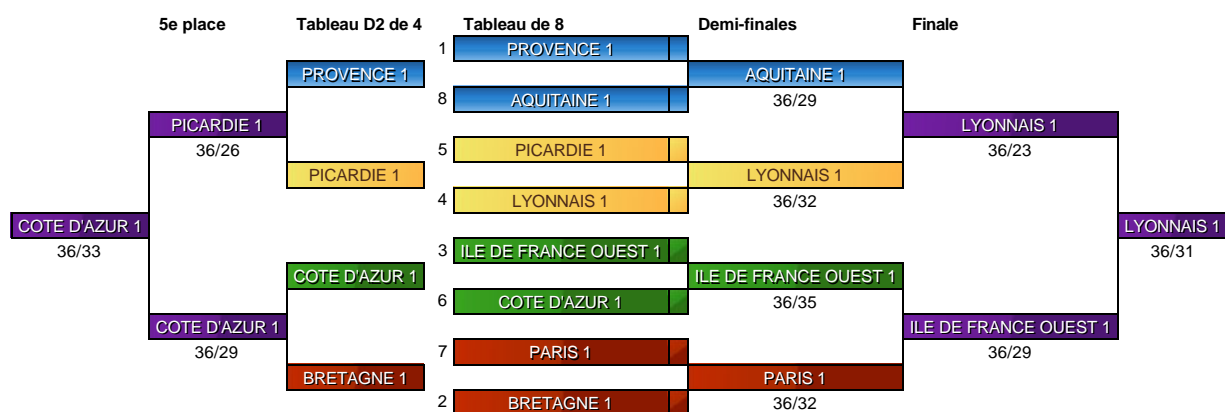 5e place Tableau D2 de 4 Tableau de 8 Demi-finales Finale
1 PROVENCE 1
PROVENCE 1 AQUITAINE 1
8 AQUITAINE 1 36/29
PICARDIE 1 LYONNAIS 1
36/26 5 PICARDIE 1 36/23
PICARDIE 1 LYONNAIS 1
4 LYONNAIS 1 36/32
COTE D'AZUR 1 LYONNAIS 1
36/33 3 ILE DE FRANCE OUEST 1 36/31
COTE D'AZUR 1 ILE DE FRANCE OUEST 1
6 COTE D'AZUR 1 36/35
COTE D'AZUR 1 ILE DE FRANCE OUEST 1
36/29 7 PARIS 1 36/29
BRETAGNE 1 PARIS 1
2 BRETAGNE 1 36/32